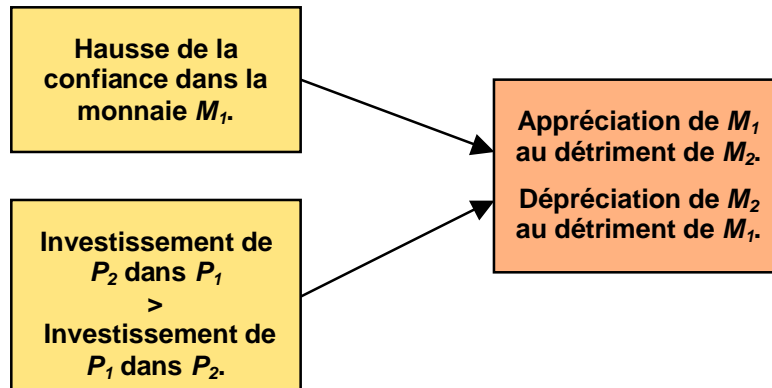 Hausse de la
confiance dans la
monnaie M₁.
Investissement de
P₂ dans P₁
>
Investissement de
P₁ dans P₂.
Appréciation de M₁
au détriment de M₂.
Dépréciation de M₂
au détriment de M₁.